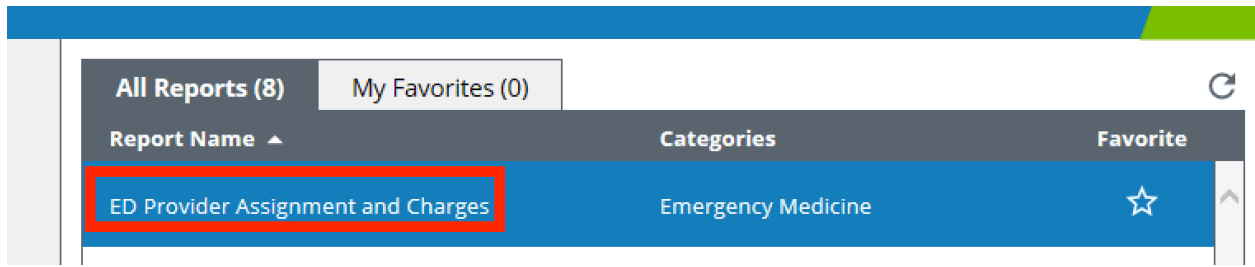 All Reports (8) My Favorites (0)
Report Name Categories Favorite
ED Provider Assignment and Charges Emergency Medicine